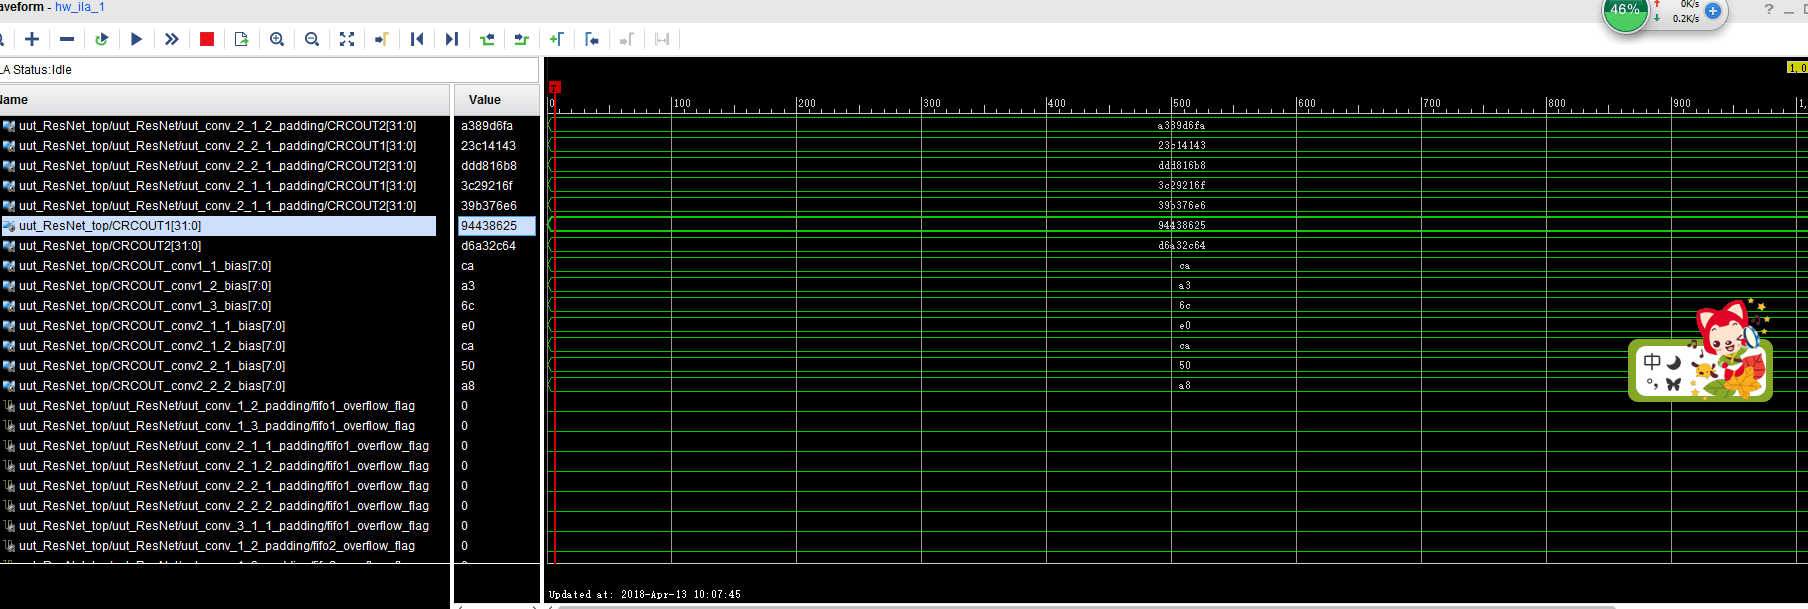 aveform - hw_ila_1
46%
0K/s
0.2K/s
LA Status:Idle
1,0
Name Value
0 100 200 300 400 500 600 700 800 900 1,
uut_ResNet_top/uut_ResNet/uut_conv_2_1_2_padding/CRCOUT2[31:0] a389d6fa a389d6fa
uut_ResNet_top/uut_ResNet/uut_conv_2_2_1_padding/CRCOUT1[31:0] 23c14143 23c14143
uut_ResNet_top/uut_ResNet/uut_conv_2_2_1_padding/CRCOUT2[31:0] ddd816b8 ddd816b8
uut_ResNet_top/uut_ResNet/uut_conv_2_1_1_padding/CRCOUT1[31:0] 3c29216f 3c29216f
uut_ResNet_top/uut_ResNet/uut_conv_2_1_1_padding/CRCOUT2[31:0] 39b376e6 39b376e6
uut_ResNet_top/CRCOUT1[31:0] 94438625 94438625
uut_ResNet_top/CRCOUT2[31:0] d6a32c64 d6a32c64
uut_ResNet_top/CRCOUT_conv1_1_bias[7:0] ca ca
uut_ResNet_top/CRCOUT_conv1_2_bias[7:0] a3 a3
uut_ResNet_top/CRCOUT_conv1_3_bias[7:0] 6c 6c
uut_ResNet_top/CRCOUT_conv2_1_1_bias[7:0] e0 e0
uut_ResNet_top/CRCOUT_conv2_1_2_bias[7:0] ca ca
uut_ResNet_top/CRCOUT_conv2_2_1_bias[7:0] 50 50
uut_ResNet_top/CRCOUT_conv2_2_2_bias[7:0] a8 a8
uut_ResNet_top/uut_ResNet/uut_conv_1_2_padding/fifo1_overflow_flag 0
uut_ResNet_top/uut_ResNet/uut_conv_1_3_padding/fifo1_overflow_flag 0
uut_ResNet_top/uut_ResNet/uut_conv_2_1_1_padding/fifo1_overflow_flag 0
uut_ResNet_top/uut_ResNet/uut_conv_2_1_2_padding/fifo1_overflow_flag 0
uut_ResNet_top/uut_ResNet/uut_conv_2_2_1_padding/fifo1_overflow_flag 0
uut_ResNet_top/uut_ResNet/uut_conv_2_2_2_padding/fifo1_overflow_flag 0
uut_ResNet_top/uut_ResNet/uut_conv_3_1_1_padding/fifo1_overflow_flag 0
uut_ResNet_top/uut_ResNet/uut_conv_1_2_padding/fifo2_overflow_flag 0
中
Updated at: 2018-Apr-13 10:07:45